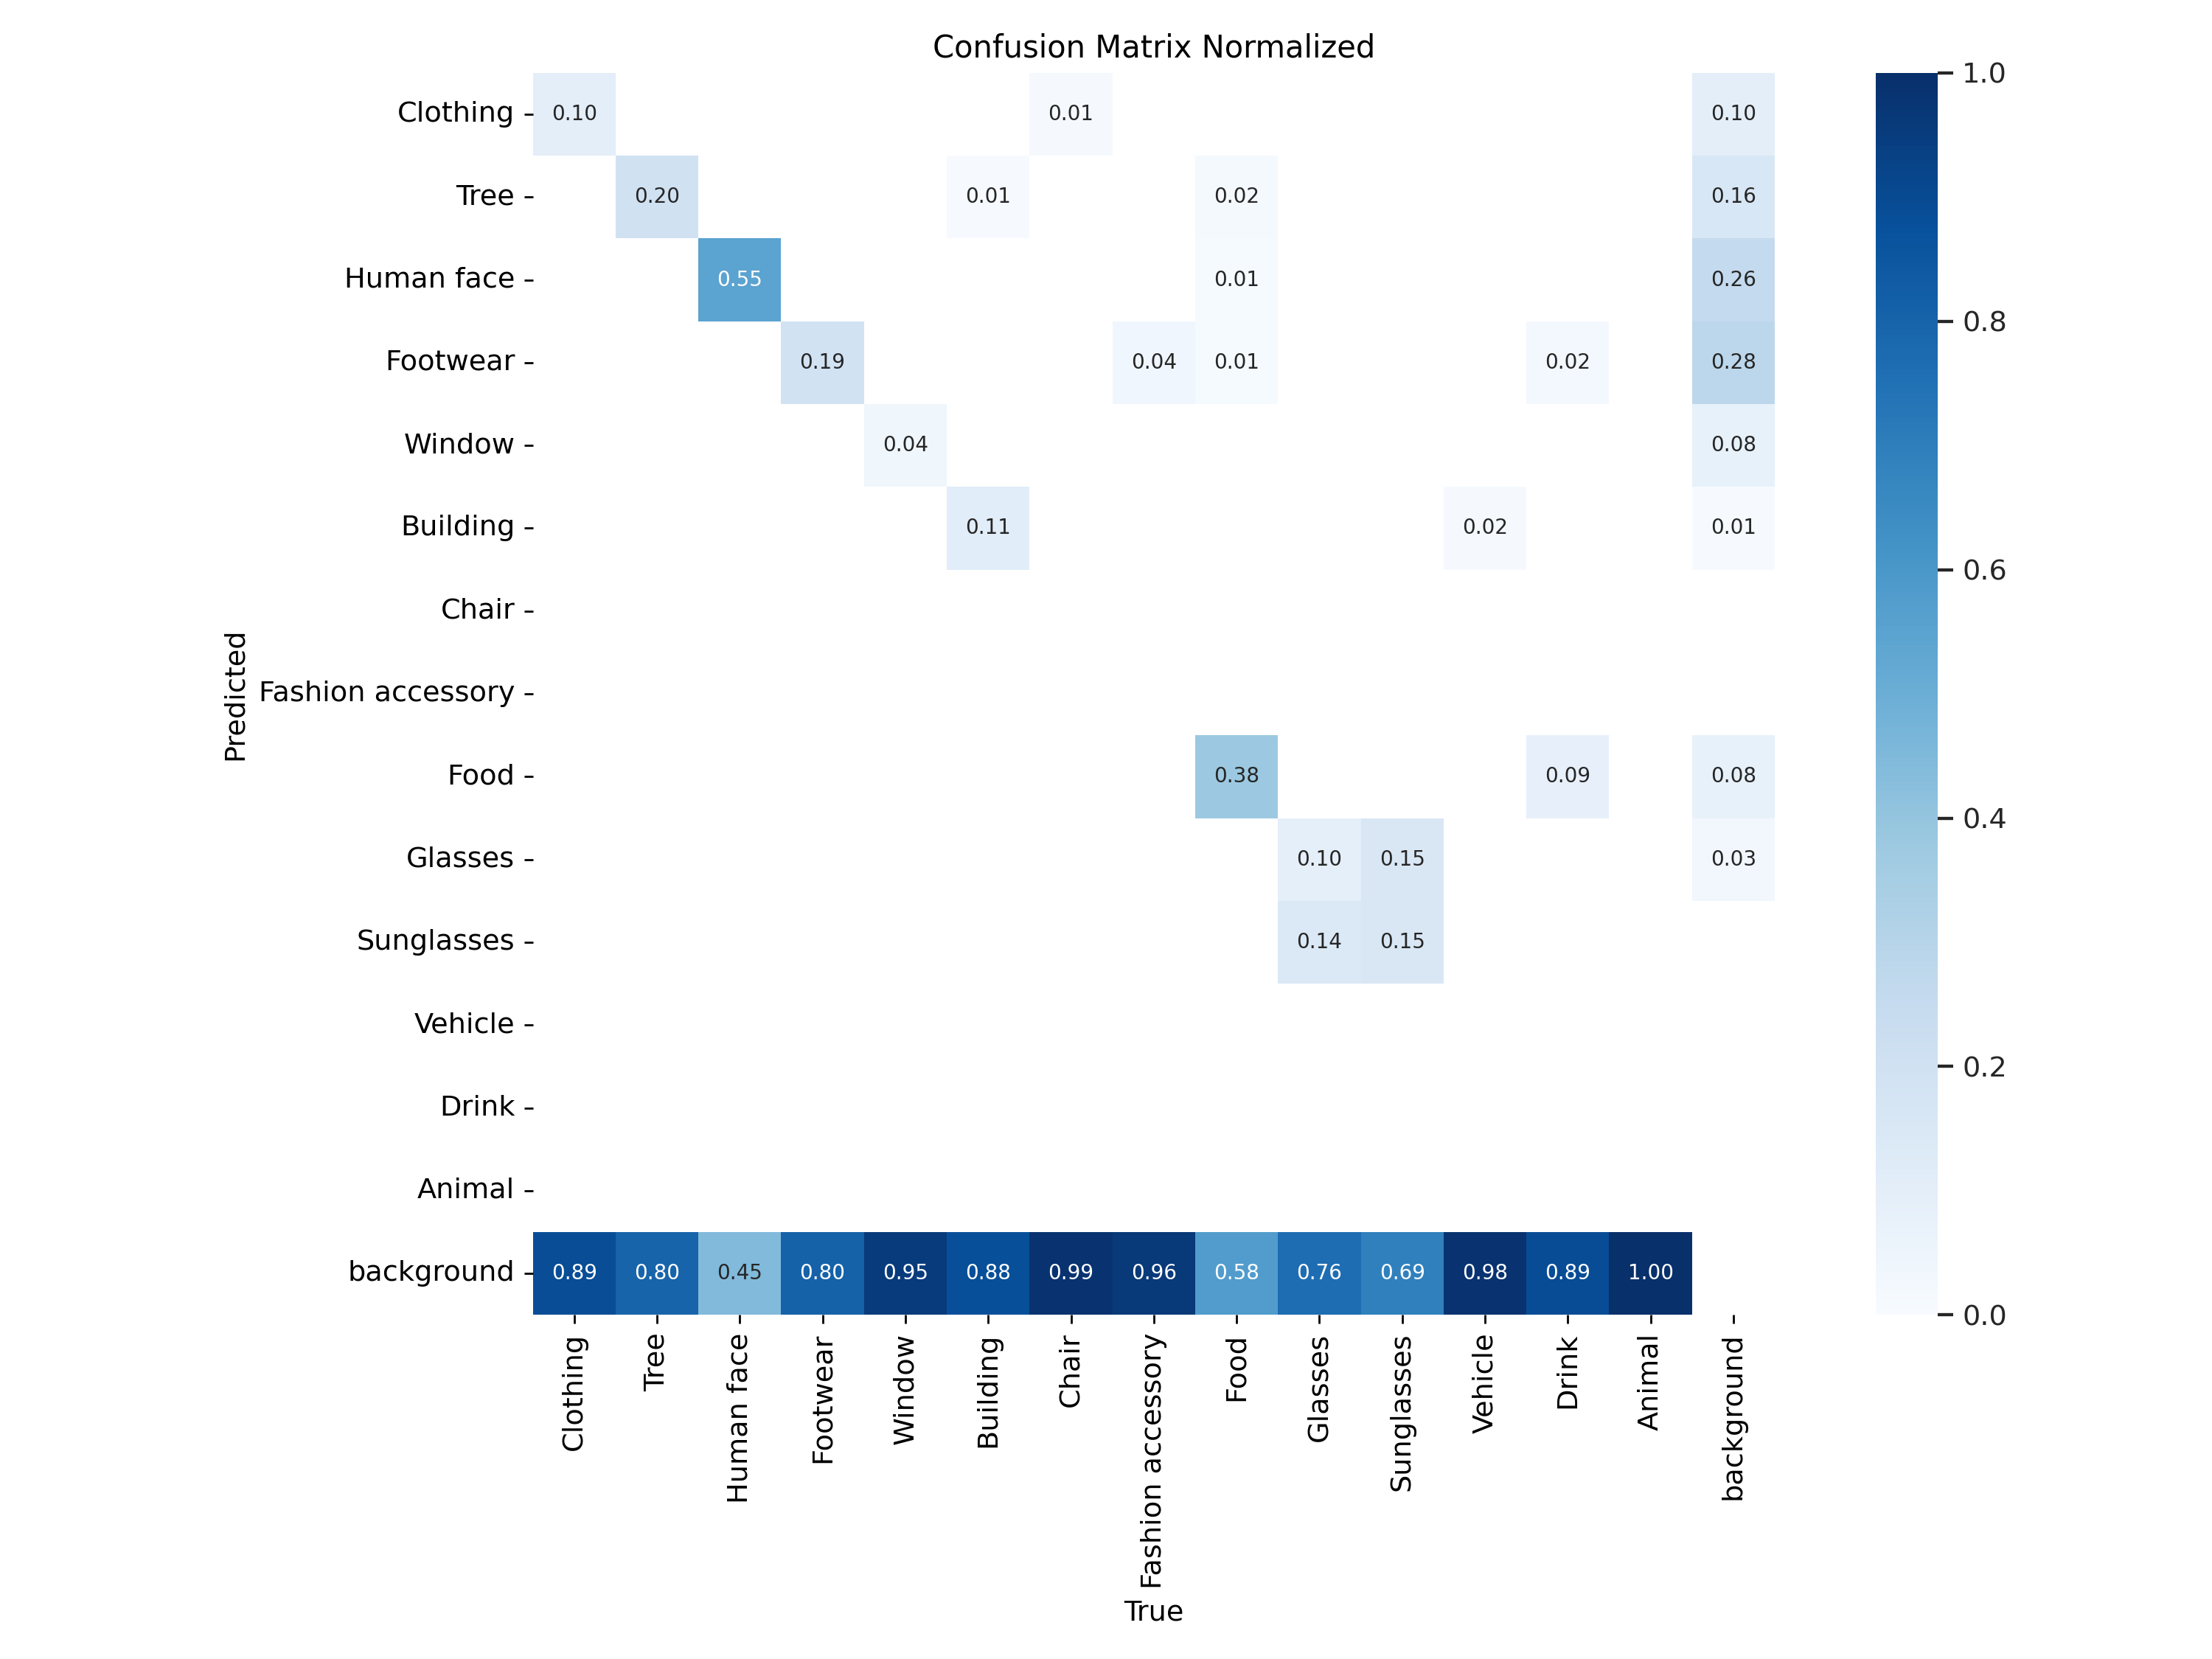 Confusion Matrix Normalized
Clothing 0.10 0.01 0.10
Tree 0.20 0.01 0.02 0.16
Human face 0.55 0.01 0.26
Footwear 0.19 0.04 0.01 0.02 0.28
Window 0.04 0.08
Building 0.11 0.02 0.01
Chair
Fashion accessory
Food 0.38 0.09 0.08
Glasses 0.10 0.15 0.03
Sunglasses 0.14 0.15
Vehicle
Drink
Animal
background 0.89 0.80 0.45 0.80 0.95 0.88 0.99 0.96 0.58 0.76 0.69 0.98 0.89 1.00
Predicted
Clothing
Tree
Human face
Footwear
Window
Building
Chair
Fashion accessory
Food
Glasses
Sunglasses
Vehicle
Drink
Animal
background
True
1.0
0.8
0.6
0.4
0.2
0.0